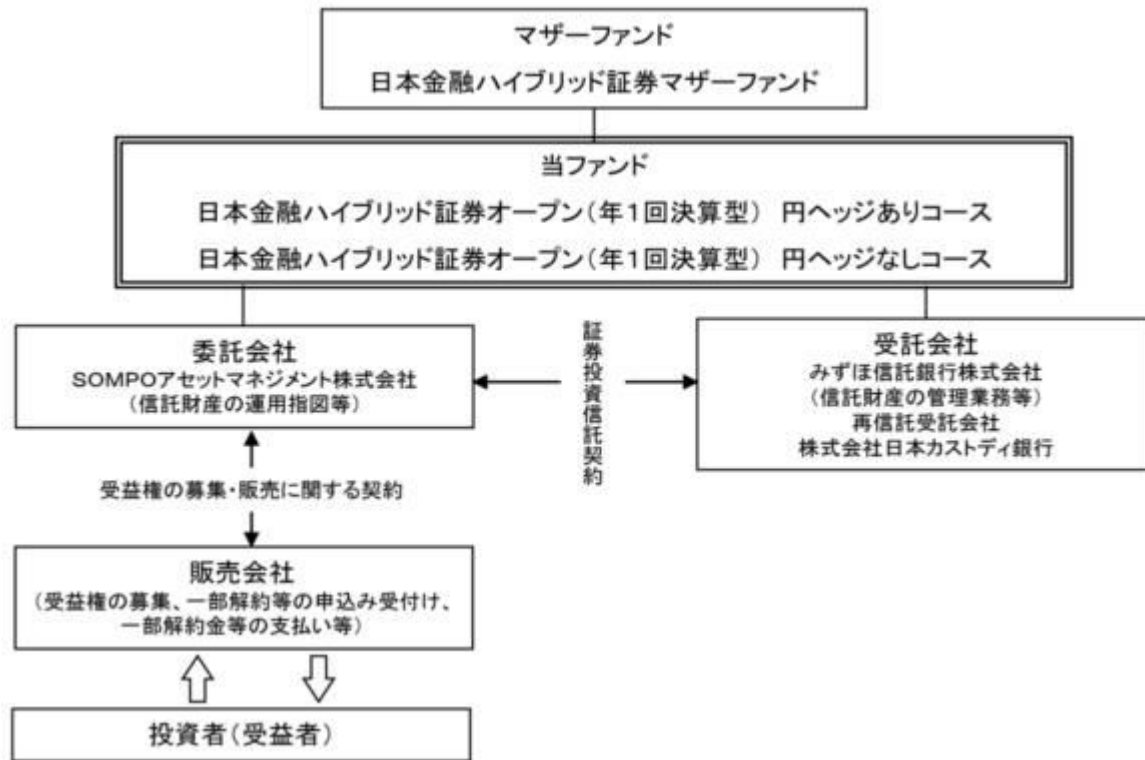 マザーファンド
日本金融ハイブリッド証券マザーファンド
当ファンド
日本金融ハイブリッド証券オープン(年1回決算型) 円ヘッジありコース
日本金融ハイブリッド証券オープン(年1回決算型) 円ヘッジなしコース
委託会社
SOMPOアセットマネジメント株式会社
(信託財産の運用指図等)
証券投資信託契約
受託会社
みずほ信託銀行株式会社
(信託財産の管理業務等)
再信託受託会社
株式会社日本カストディ銀行
受益権の募集・販売に関する契約
販売会社
(受益権の募集、一部解約等の申込み受付け、
一部解約金等の支払い等)
投資者(受益者)